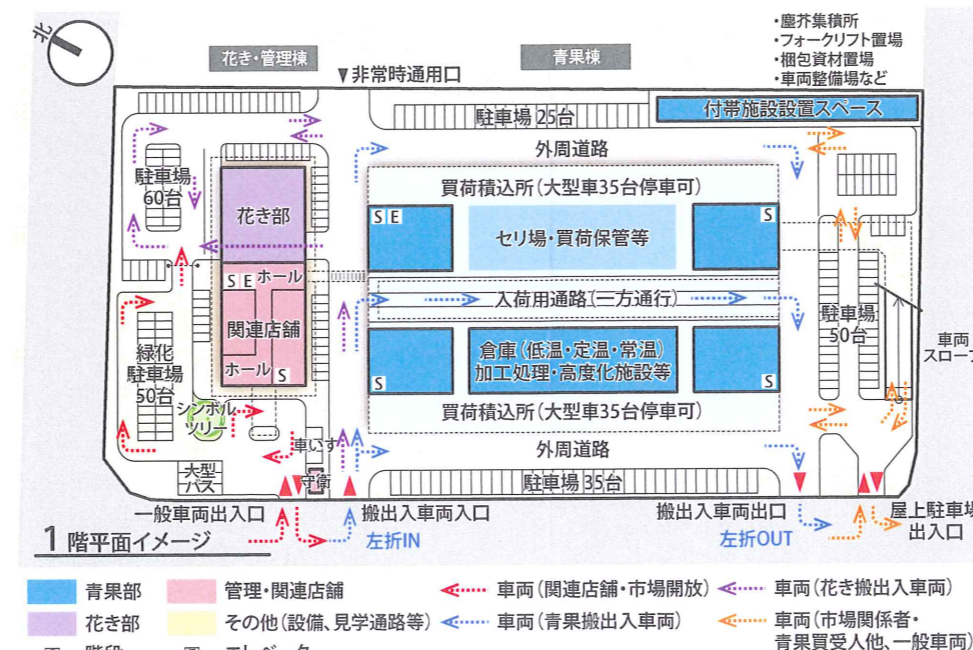 北
花き・管理棟
▼非常時通用口
青果棟
・塵芥集積所
・フォークリフト置場
・梱包資材置場
・車両整備場など
駐車場 25台
付帯施設設置スペース
外周道路
駐車場
60台
買荷積込所(大型車35台停車可)
花き部
S E
セリ場・買荷保管等
S
S E ホール
入荷用通路(一方通行)
関連店舗
駐車場
50台
車両
スロープ
緑化
駐車場
50台
倉庫(低温・定温・常温)
加工処理・高度化施設等
ホール S
S
S
シンボル
ツリー
買荷積込所(大型車35台停車可)
車いす
外周道路
大型
バス
守衛
駐車場 35台
一般車両出入口
搬出入車両入口
搬出入車両出口
屋上駐車場
出入口
1階平面イメージ
左折IN
左折OUT
青果部
管理・関連店舗
車両(関連店舗・市場開放)
車両(花き搬出入車両)
花き部
その他(設備、見学通路等)
車両(青果搬出入車両)
車両(市場関係者・
青果買受人他、一般車両)